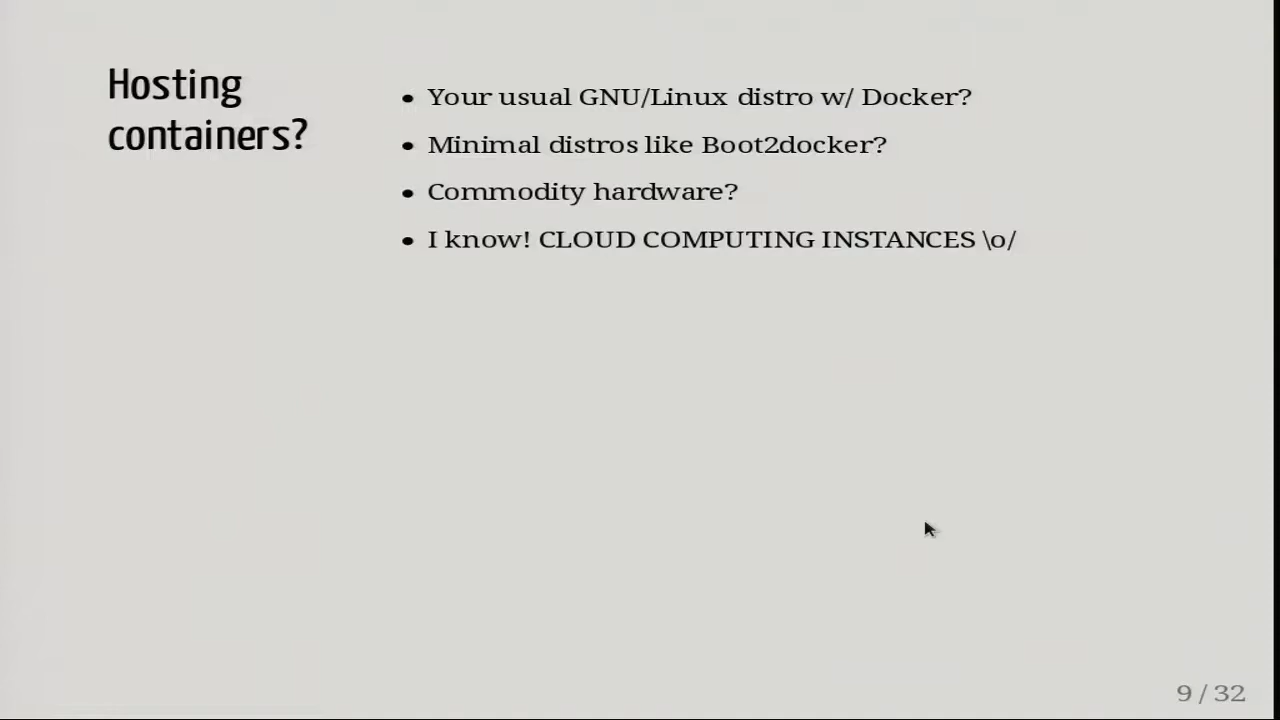 Hosting
containers?
• Your usual GNU/Linux distro w/ Docker?
• Minimal distros like Boot2docker?
• Commodity hardware?
• I know! CLOUD COMPUTING INSTANCES \o/
9 / 32